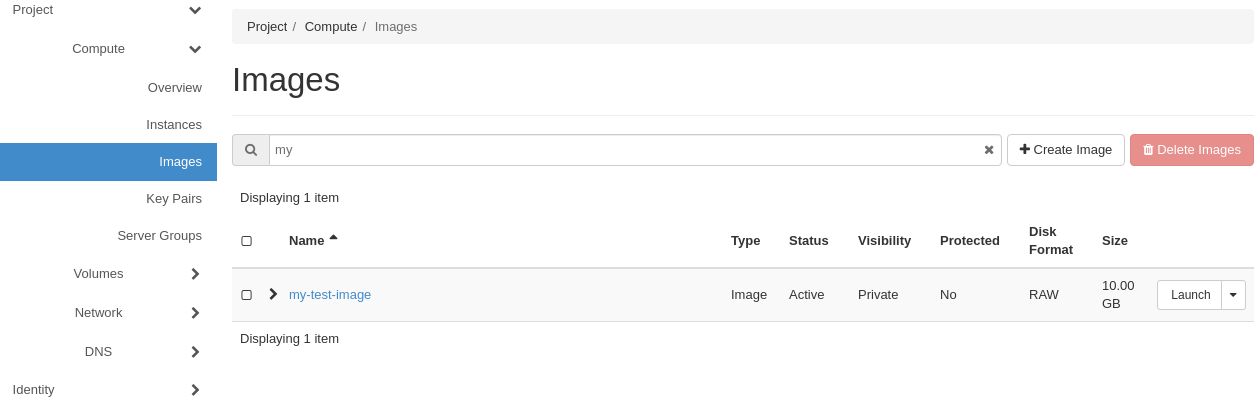 Project
Compute
Overview
Instances
Images
Key Pairs
Server Groups
Volumes
Network
DNS
Identity
Project / Compute / Images
Images
my
Create Image
Delete Images
Displaying 1 item
Name Type Status Visibility Protected Disk Format Size
my-test-image Image Active Private No RAW 10.00 GB Launch
Displaying 1 item